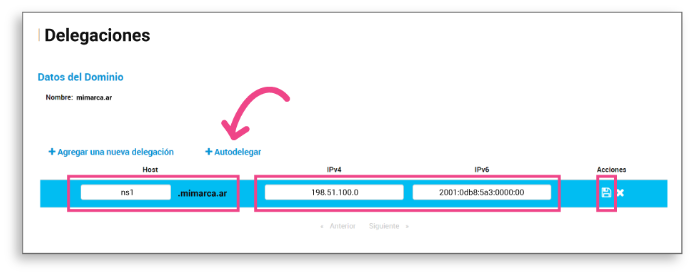 Delegaciones
Datos del Dominio
Nombre: mimarca.ar
+ Agregar una nueva delegación + Autodelegar
Host IPv4 IPv6 Acciones
ns1 .mimarca.ar 198.51.100.0 2001:0db8:5a3:0000:00
« Anterior Siguiente »